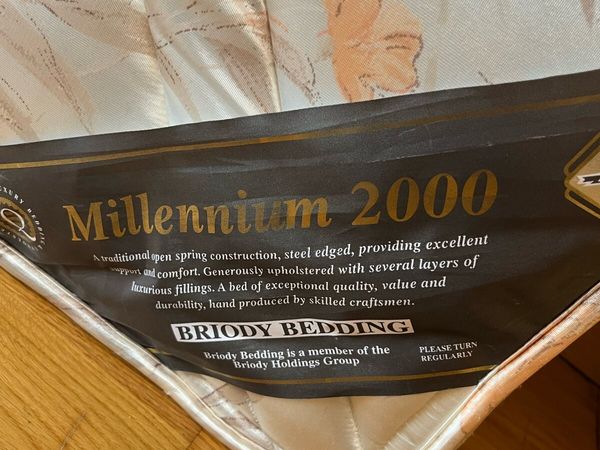 LUXURY BEDDING
Millennium 2000
A traditional open spring construction, steel edged, providing excellent
support and comfort. Generously upholstered with several layers of
luxurious fillings. A bed of exceptional quality, value and
durability, hand produced by skilled craftsmen.
BRIODY BEDDING
Briody Bedding is a member of the
Briody Holdings Group
PLEASE TURN
REGULARLY